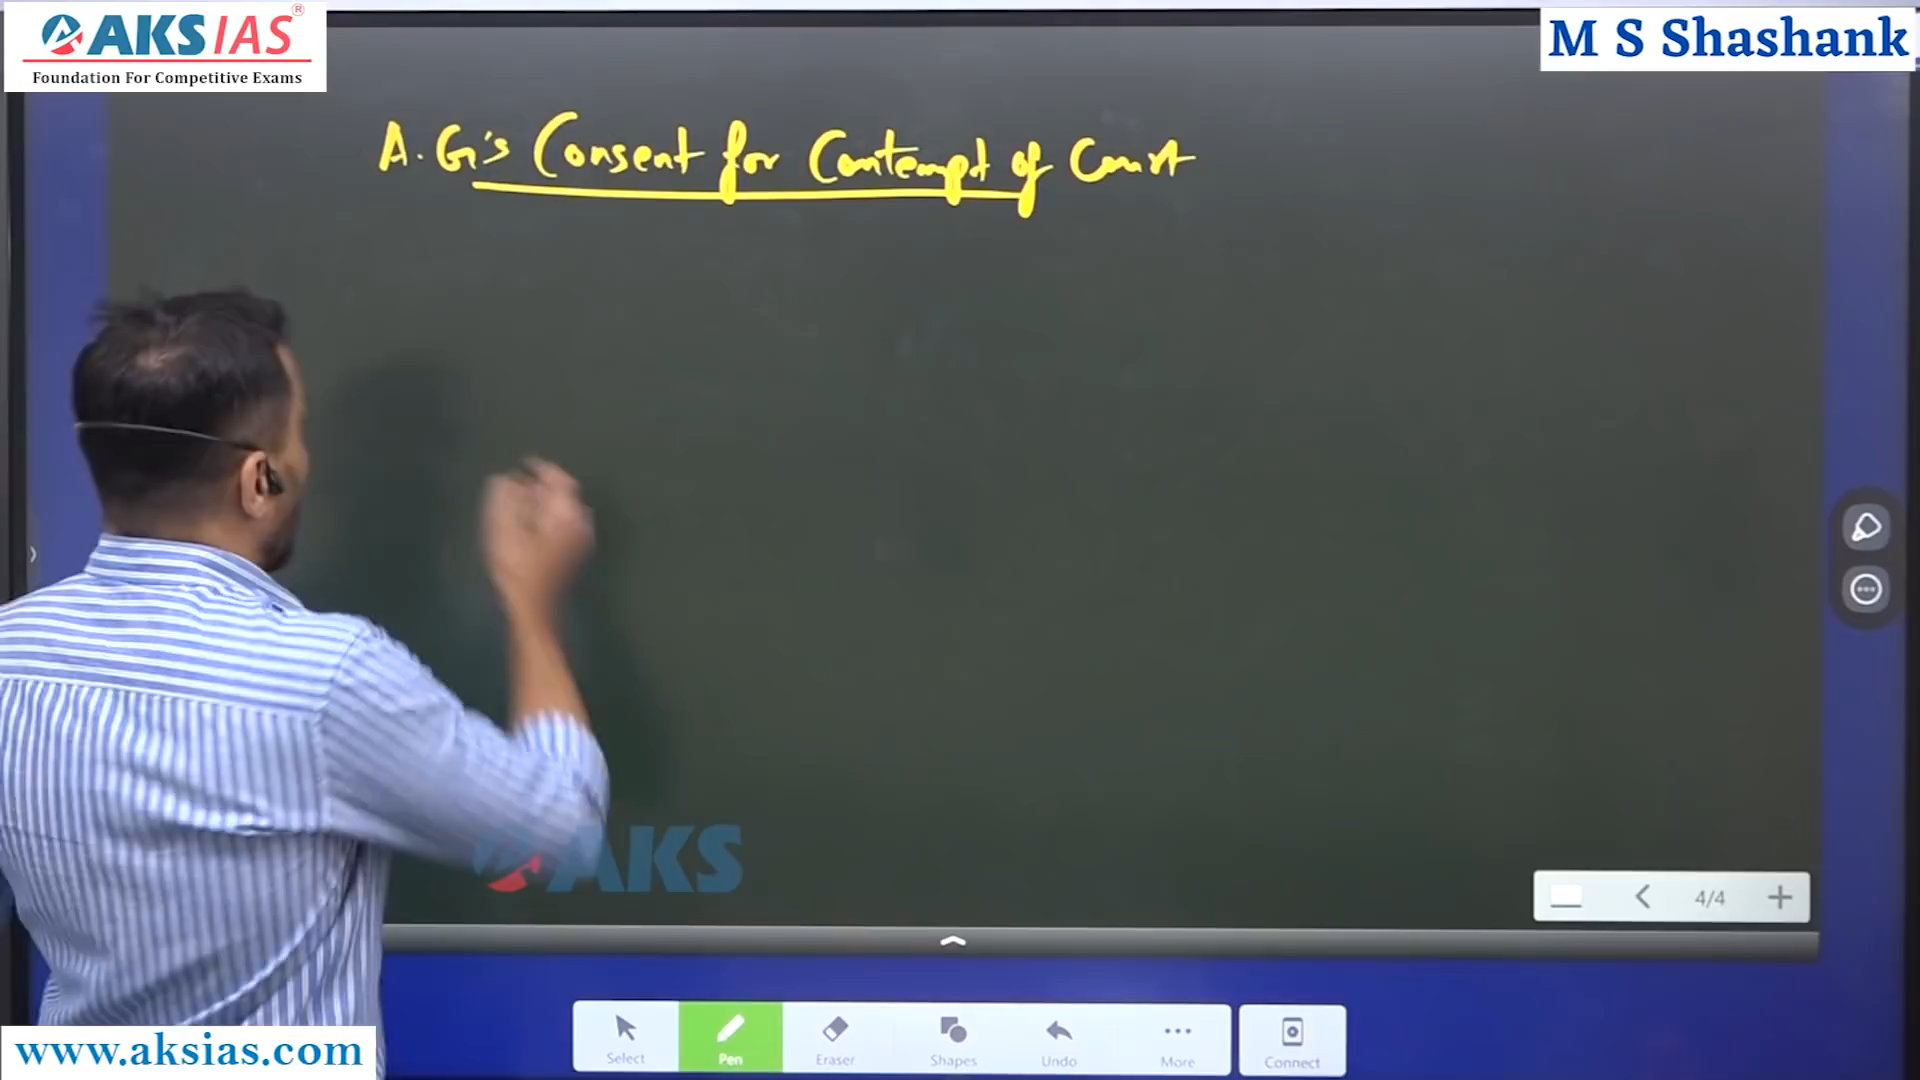 AKS IAS®
Foundation For Competitive Exams
M S Shashank
A.G's Consent for Contempt of Court
AKS
4/4
Select
Pen
Eraser
Shapes
Undo
More
Connect
www.aksias.com